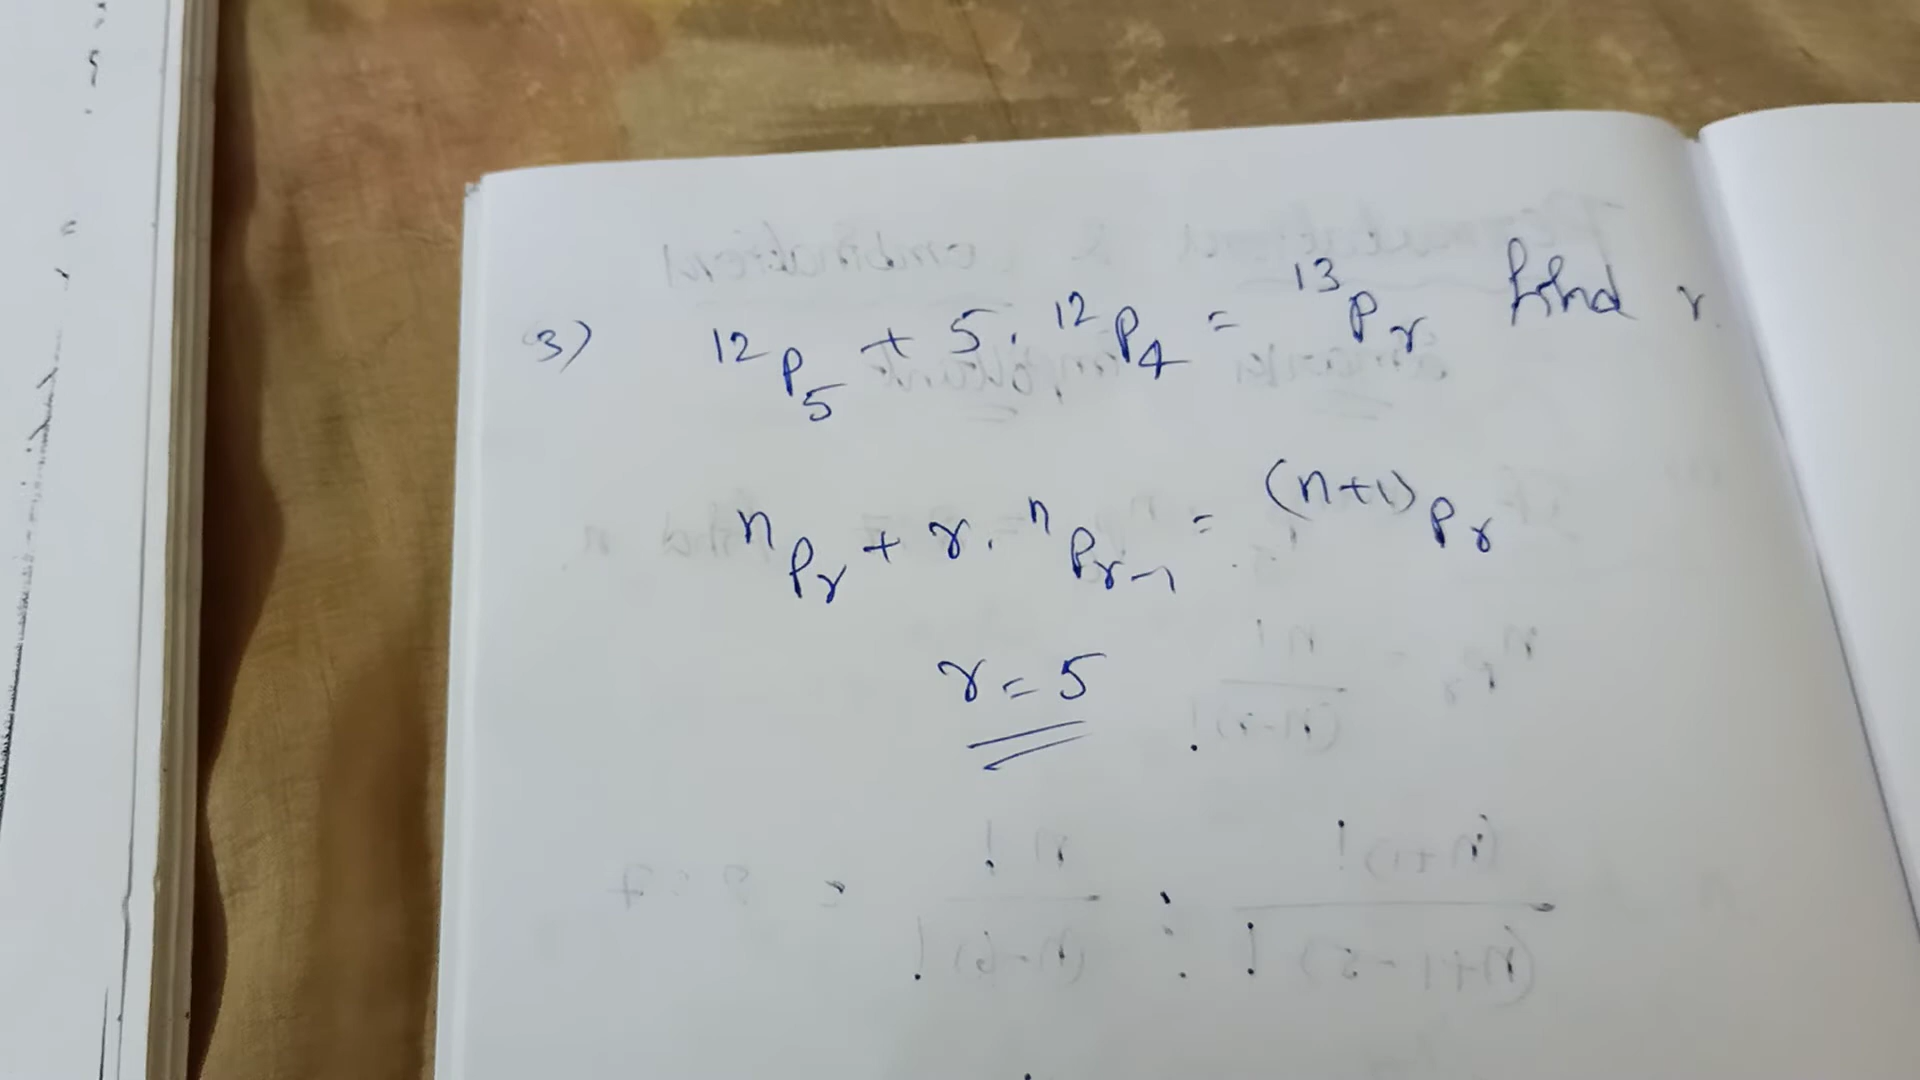 3) ¹²P₅ + 5. ¹²P₄ = ¹³Pᵣ find r.
ⁿPᵣ + r. ⁿPᵣ₋₁ = ⁽ⁿ⁺¹⁾Pᵣ
r = 5